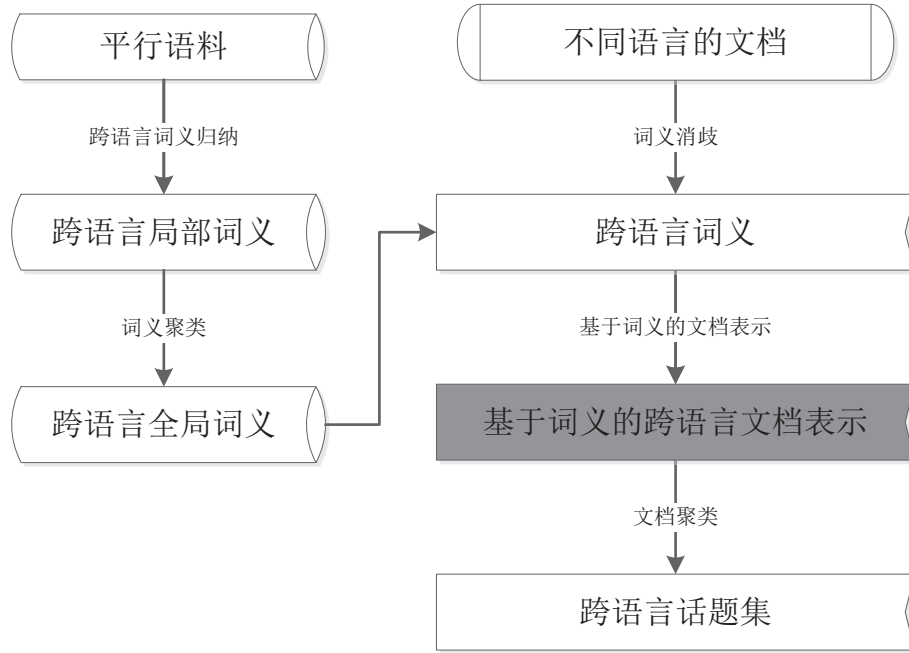 平行语料
不同语言的文档
跨语言词义归纳
词义消歧
跨语言局部词义
跨语言词义
词义聚类
基于词义的文档表示
跨语言全局词义
基于词义的跨语言文档表示
文档聚类
跨语言话题集